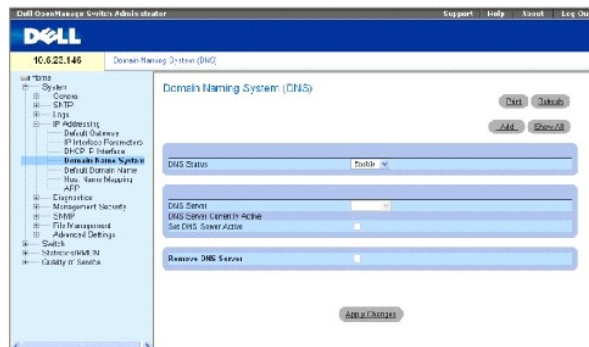 Dell OpenManage Switch Administrator
Support Help About Log Out
DELL
10.6.23.146
Domain Naming System (DNS)
Home
System
General
SNTP
Logs
IP Addressing
Default Gateway
IP Interface Parameters
DHCP IP Interface
Domain Name System
Default Domain Name
Host Name Mapping
ARP
Diagnostics
Management Security
SNMP
File Management
Advanced Settings
Switch
Statistics/RMON
Quality of Service
Domain Naming System (DNS)
Print Refresh
Add Show All
DNS Status Enable
DNS Server
DNS Server Currently Active
Set DNS Server Active
Remove DNS Server
Apply Changes